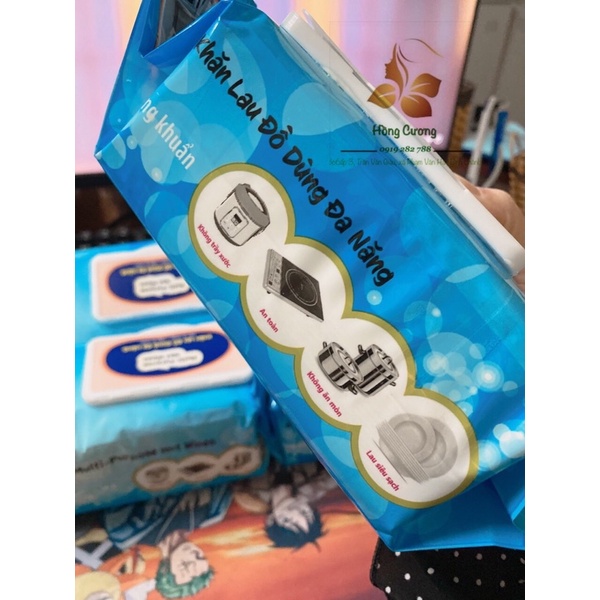 Hồng Cương
0919 282 788
Khăn Lau Đồ Dùng Đa Năng
ng khuẩn
Không trầy xước
An toàn
Không ăn mòn
Lau siêu sạch
Multi-Purpose Wet Wipes